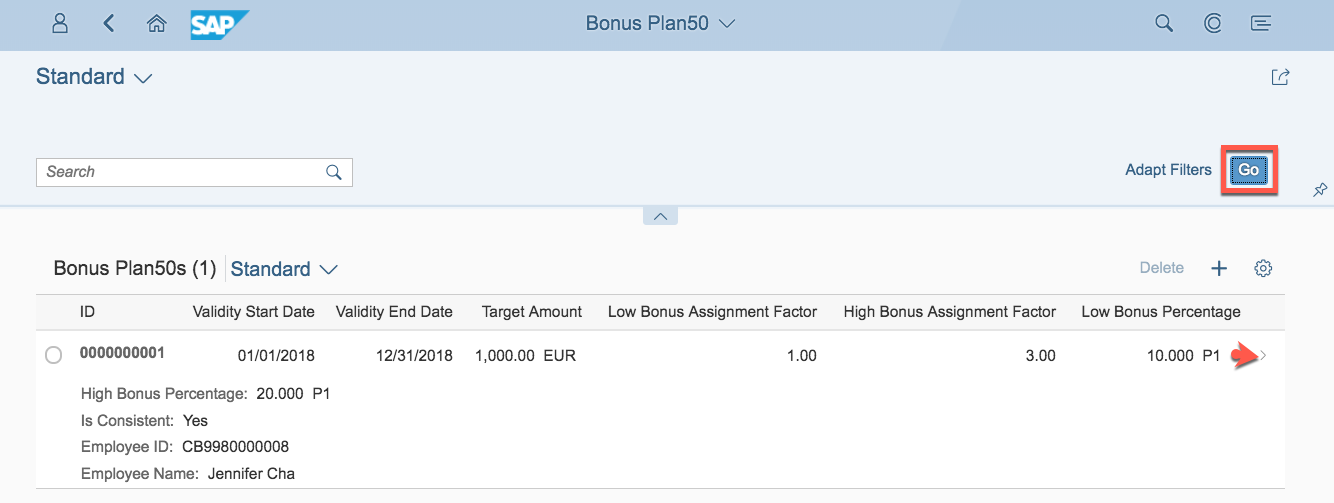 SAP Bonus Plan50
Standard
Search Adapt Filters Go
Bonus Plan50s (1) Standard Delete
ID Validity Start Date Validity End Date Target Amount Low Bonus Assignment Factor High Bonus Assignment Factor Low Bonus Percentage
0000000001 01/01/2018 12/31/2018 1,000.00 EUR 1.00 3.00 10.000 P1
High Bonus Percentage: 20.000 P1
Is Consistent: Yes
Employee ID: CB9980000008
Employee Name: Jennifer Cha